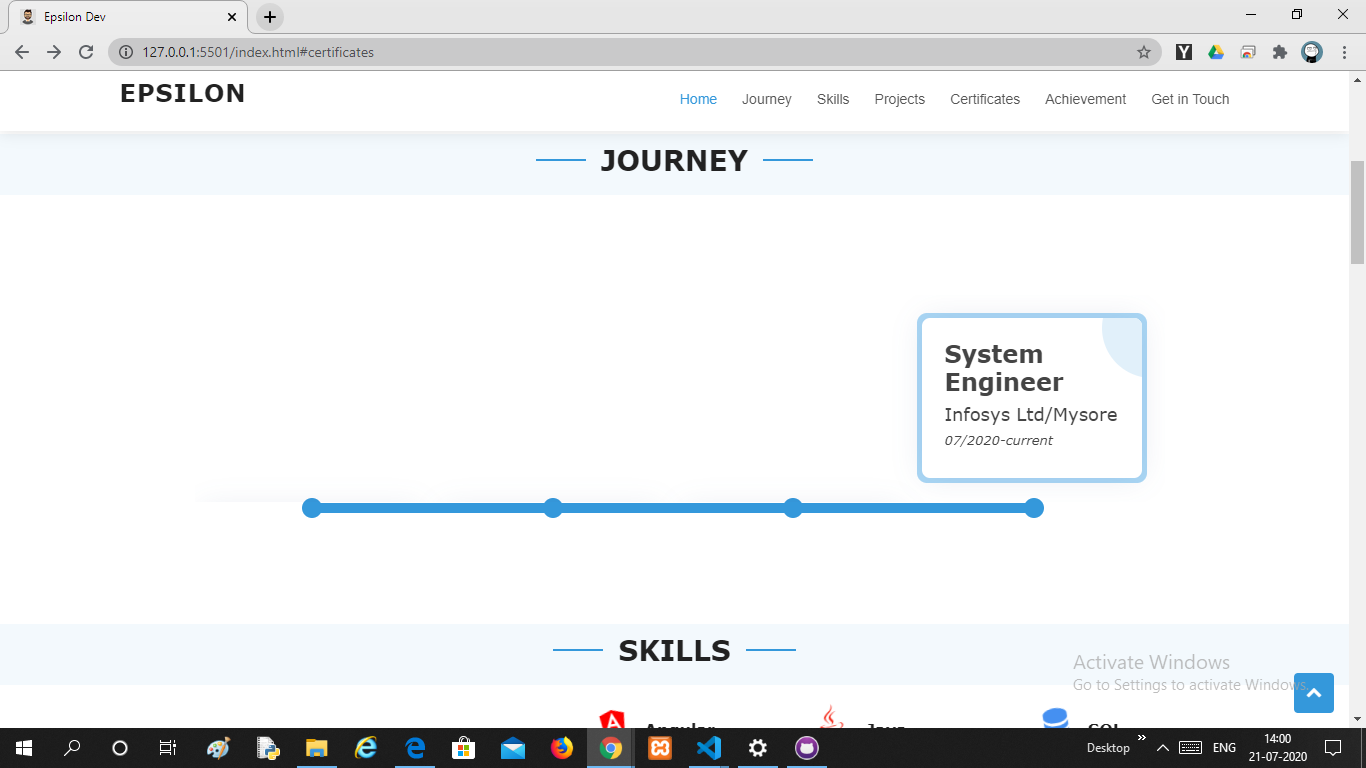 Epsilon Dev
127.0.0.1:5501/index.html#certificates
Y
EPSILON
Home Journey Skills Projects Certificates Achievement Get in Touch
JOURNEY
System
Engineer
Infosys Ltd/Mysore
07/2020-current
SKILLS
Activate Windows
Go to Settings to activate Windows.
Angular Java SQL
Desktop ENG 14:00
21-07-2020